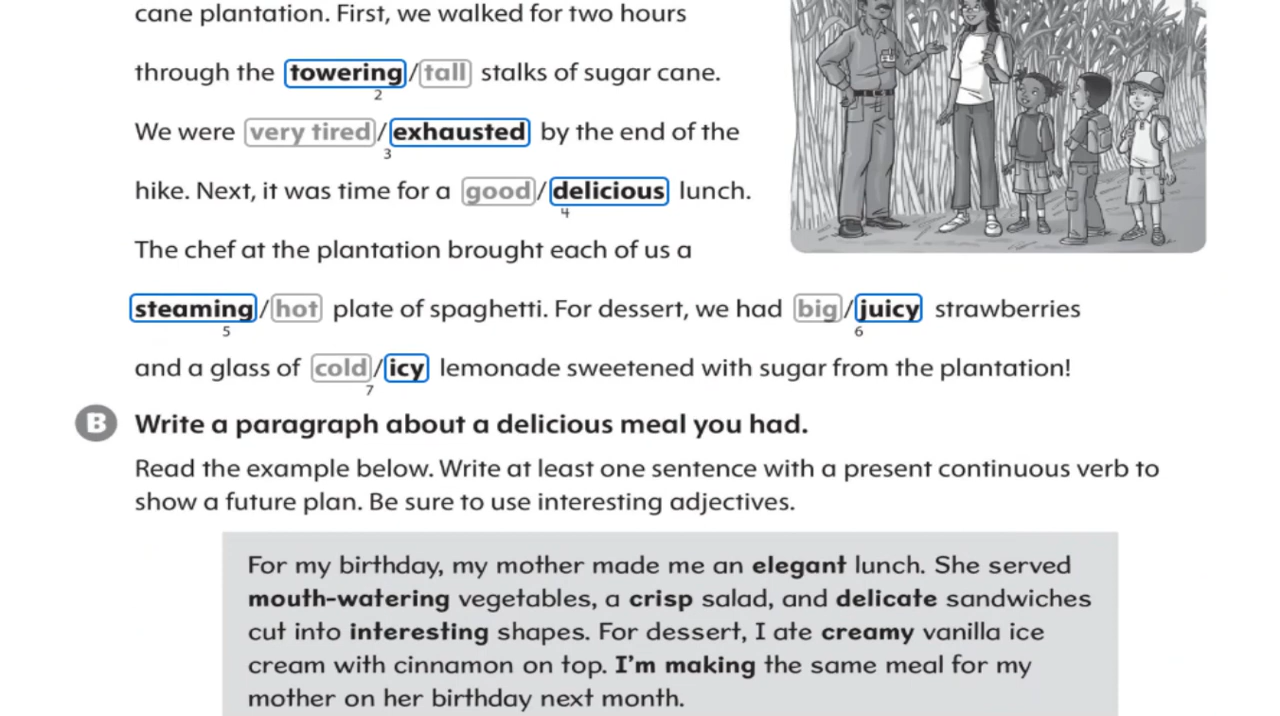 cane plantation. First, we walked for two hours
through the towering/tall stalks of sugar cane.
2
We were very tired/exhausted by the end of the
3
hike. Next, it was time for a good/delicious lunch.
4
The chef at the plantation brought each of us a
steaming/hot plate of spaghetti. For dessert, we had big/juicy strawberries
5 6
and a glass of cold/icy lemonade sweetened with sugar from the plantation!
7
B Write a paragraph about a delicious meal you had.
Read the example below. Write at least one sentence with a present continuous verb to
show a future plan. Be sure to use interesting adjectives.
For my birthday, my mother made me an elegant lunch. She served
mouth-watering vegetables, a crisp salad, and delicate sandwiches
cut into interesting shapes. For dessert, I ate creamy vanilla ice
cream with cinnamon on top. I'm making the same meal for my
mother on her birthday next month.